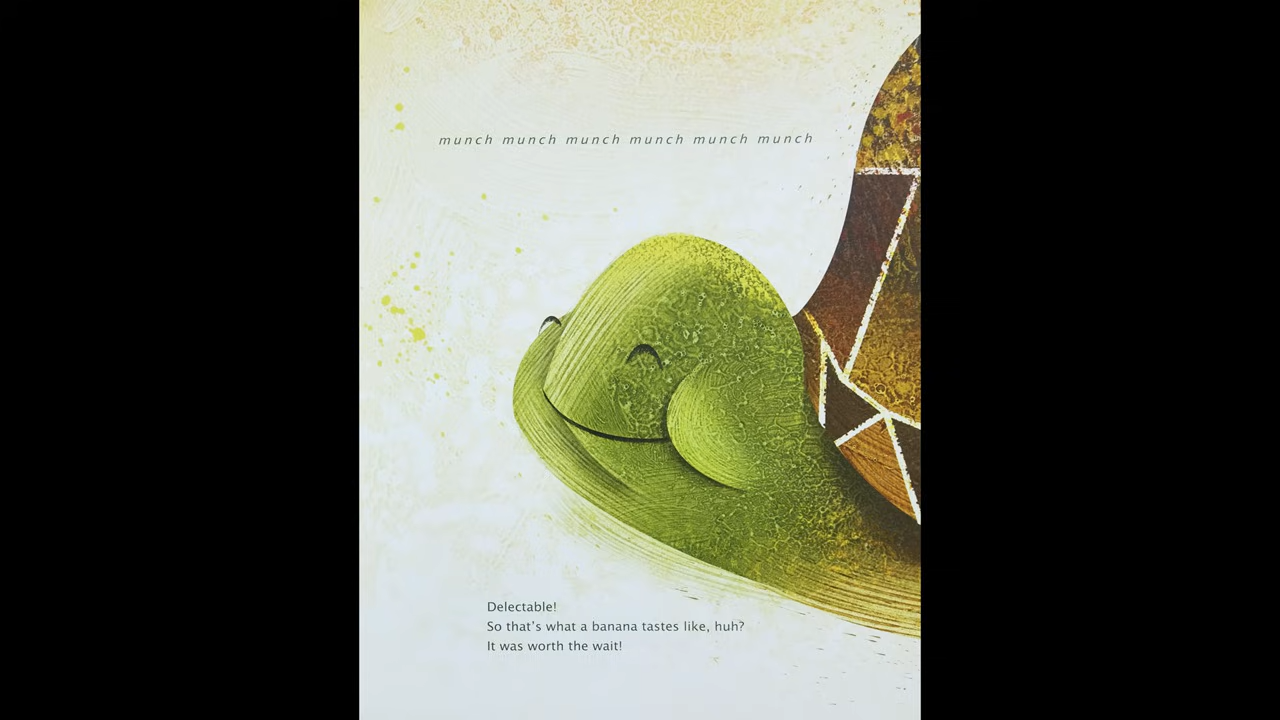 munch munch munch munch munch munch
Delectable!
So that's what a banana tastes like, huh?
It was worth the wait!